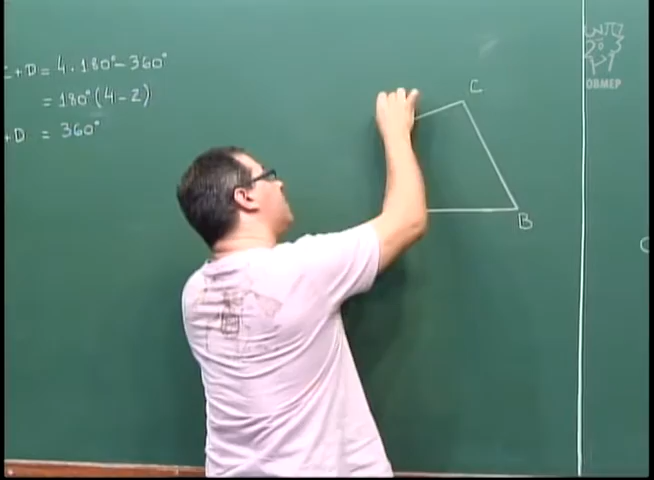 C+D = 4.180°-360°
= 180°(4-2)
+D = 360°
C
B
OBMEP